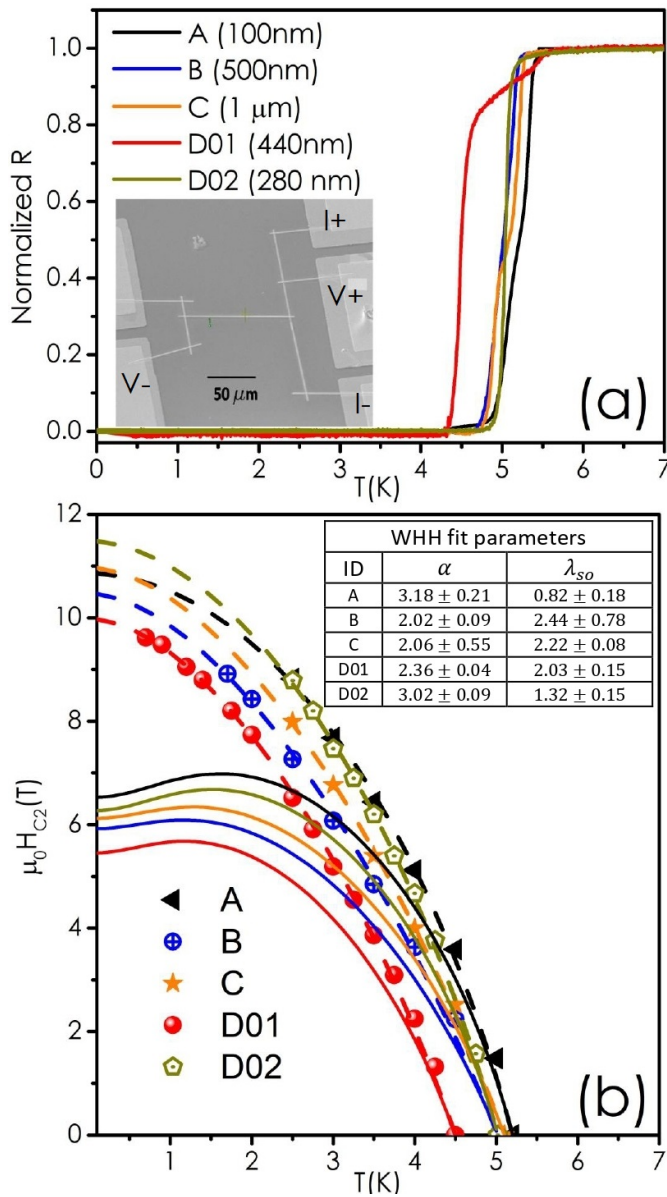 1.0
0.8
0.6
0.4
0.2
0.0
Normalized R
A (100nm)
B (500nm)
C (1 μm)
D01 (440nm)
D02 (280 nm)
I+
V+
V-
50 μm
I-
(a)
0 1 2 3 4 5 6 7
T(K)
12
10
8
6
4
2
0
μ₀H_C2(T)
WHH fit parameters
ID α λso
A 3.18 ± 0.21 0.82 ± 0.18
B 2.02 ± 0.09 2.44 ± 0.78
C 2.06 ± 0.55 2.22 ± 0.08
D01 2.36 ± 0.04 2.03 ± 0.15
D02 3.02 ± 0.09 1.32 ± 0.15
A
B
C
D01
D02
(b)
1 2 3 4 5 6 7
T(K)